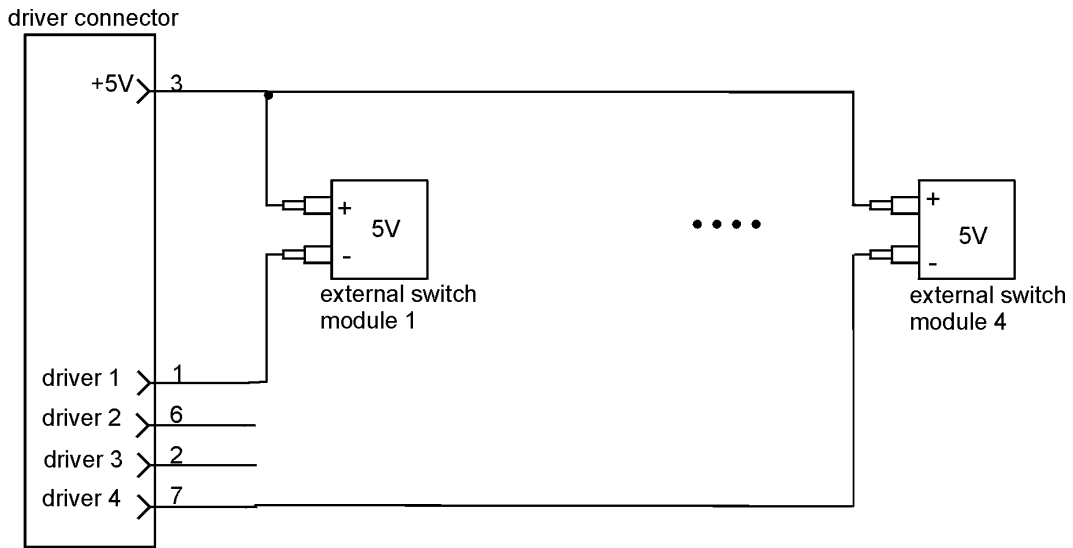 driver connector
+5V 3
+
5V
-
external switch
module 1
+
5V
-
external switch
module 4
driver 1 1
driver 2 6
driver 3 2
driver 4 7